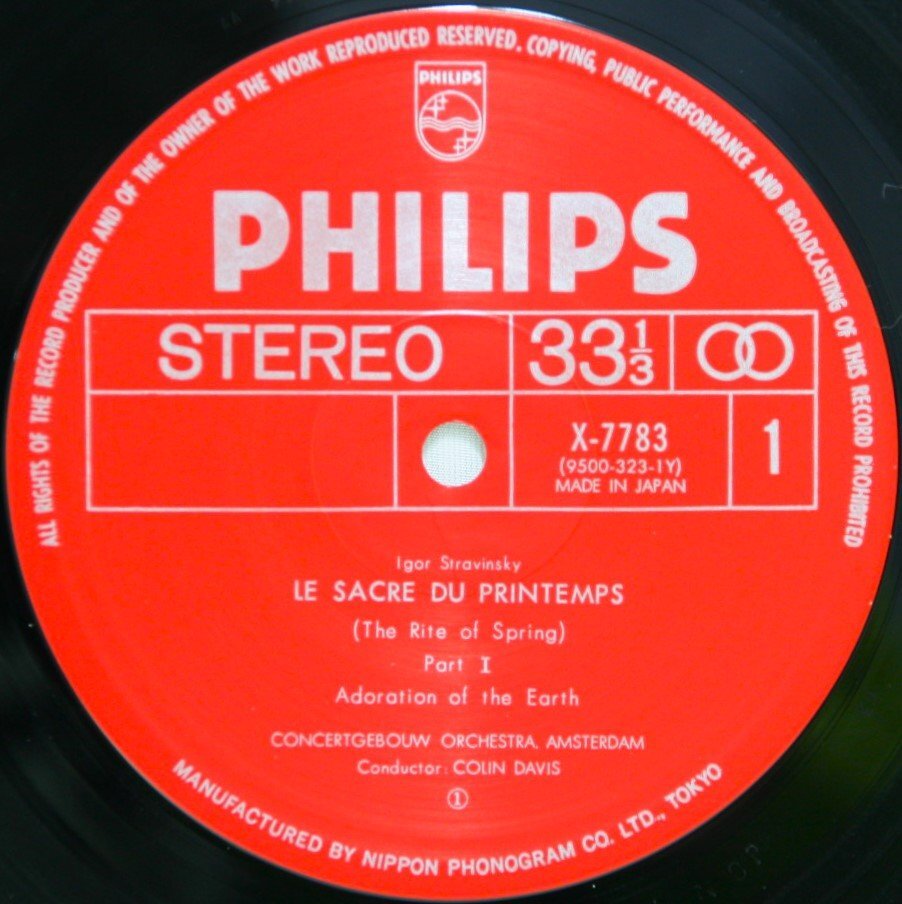 ALL RIGHTS OF THE RECORD PRODUCER AND OF THE OWNER OF THE WORK REPRODUCED RESERVED. COPYING, PUBLIC PERFORMANCE AND BROADCASTING OF THIS RECORD PROHIBITED
PHILIPS
PHILIPS
STEREO 33 1/3
X-7783 1
(9500-323-1Y)
MADE IN JAPAN
Igor Stravinsky
LE SACRE DU PRINTEMPS
(The Rite of Spring)
Part I
Adoration of the Earth
CONCERTGEBOUW ORCHESTRA, AMSTERDAM
Conductor: COLIN DAVIS
①
MANUFACTURED BY NIPPON PHONOGRAM CO. LTD., TOKYO